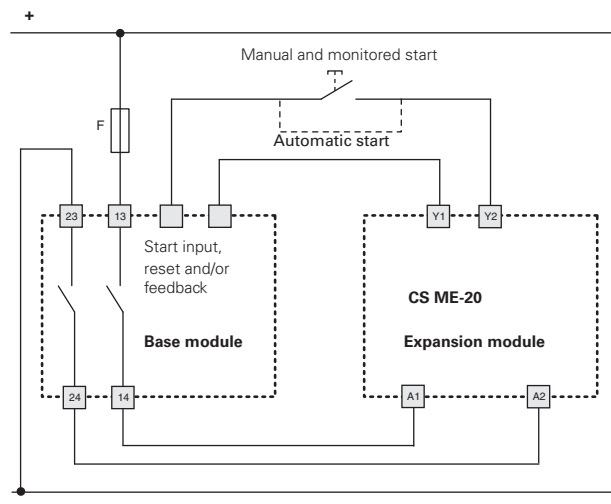 +
Manual and monitored start
F
Automatic start
23
13
Y1
Y2
Start input,
reset and/or
feedback
CS ME-20
Base module
Expansion module
24
14
A1
A2